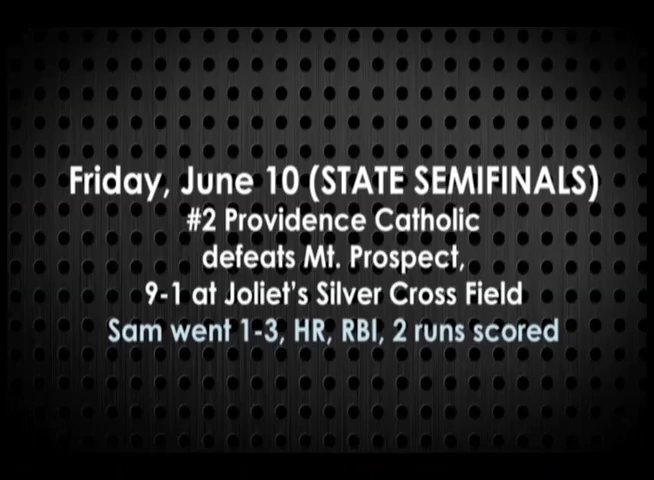 Friday, June 10 (STATE SEMIFINALS)
#2 Providence Catholic
defeats Mt. Prospect,
9-1 at Joliet's Silver Cross Field
Sam went 1-3, HR, RBI, 2 runs scored